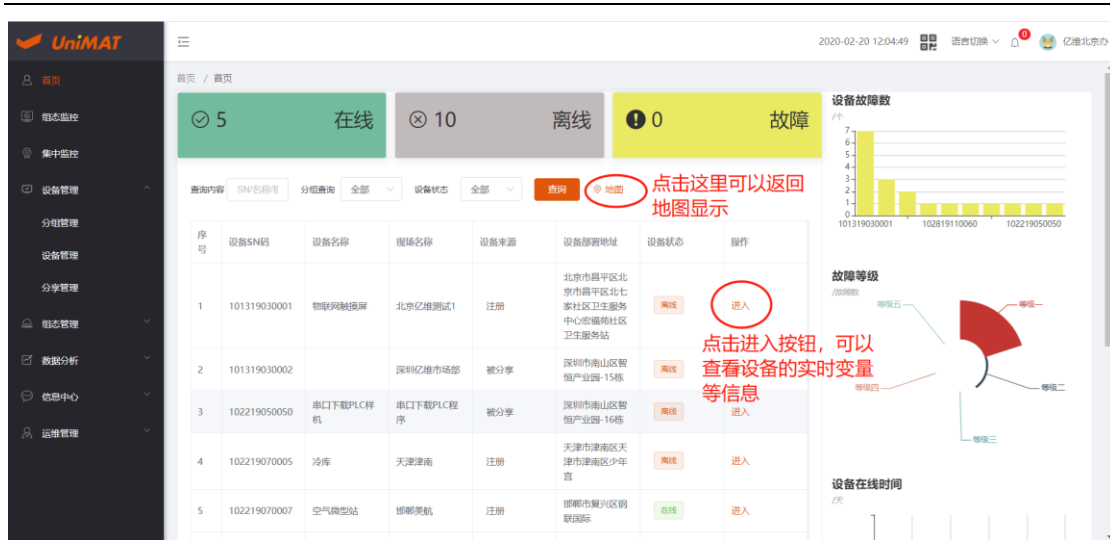 UniMAT
2020-02-20 12:04:49 语言切换 0 亿维北京办
首页
组态监控
集中监控
设备管理
分组管理
设备管理
分享管理
组态管理
数据分析
信息中心
运维管理
首页 / 首页
5 在线
10 离线
0 故障
查询内容 SN/名称/ 分组查询 全部 设备状态 全部 查询 地图
点击这里可以返回
地图显示
序号 设备SN码 设备名称 现场名称 设备来源 设备部署地址 设备状态 操作
1 101319030001 物联网触摸屏 北京亿维测试1 注册 离线 进入
北京市昌平区北
京市昌平区北七
家社区卫生服务
中心宏福苑社区
卫生服务站
点击进入按钮，可以
查看设备的实时变量
等信息
2 101319030002 深圳亿维市场部 被分享 离线
深圳市南山区智
恒产业园-15栋
3 102219050050 被分享 离线 进入
串口下载PLC样
机
串口下载PLC程
序
深圳市南山区智
恒产业园-16栋
4 102219070005 冷库 天津津南 注册 离线 进入
天津市津南区天
津市津南区少年
宫
5 102219070007 空气微型站 邯郸美航 注册 在线 进入
邯郸市复兴区钢
联国际
设备故障数
/个
7
6
5
4
3
2
1
0
101319030001 102819110060 102219050050
故障等级
/故障数
等级五 等级一
等级四 等级二
等级三
设备在线时间
/天